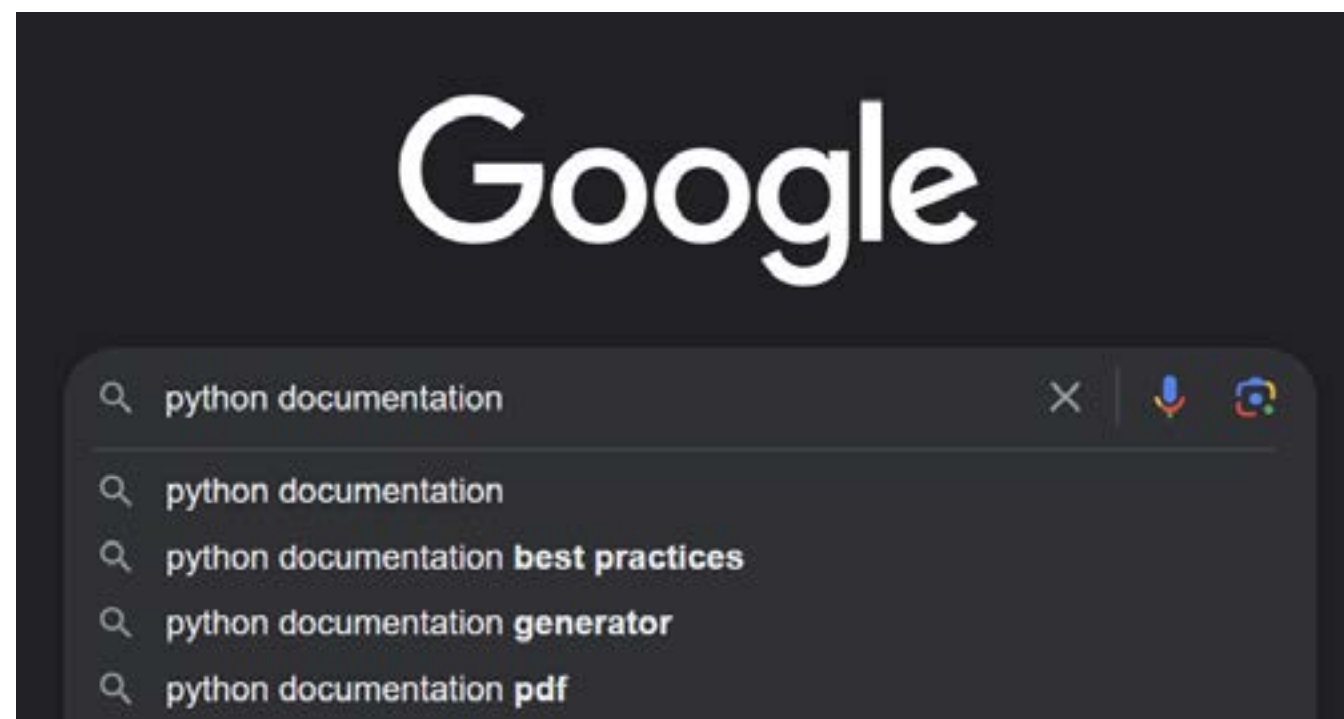 Google
python documentation
python documentation
python documentation best practices
python documentation generator
python documentation pdf